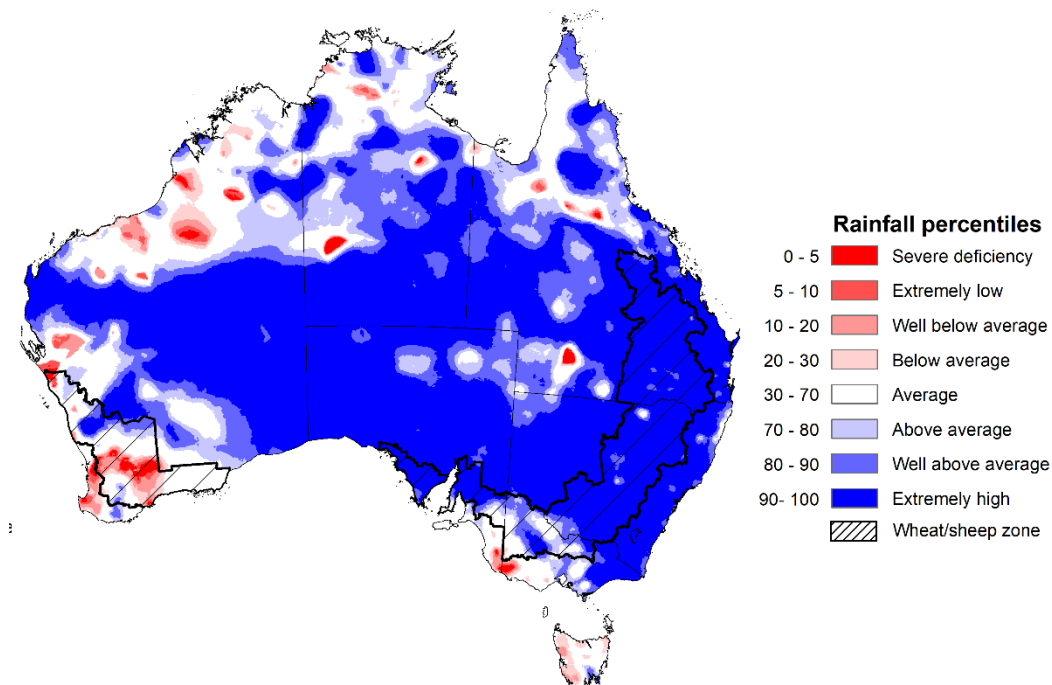 Rainfall percentiles
0 - 5 Severe deficiency
5 - 10 Extremely low
10 - 20 Well below average
20 - 30 Below average
30 - 70 Average
70 - 80 Above average
80 - 90 Well above average
90- 100 Extremely high
Wheat/sheep zone